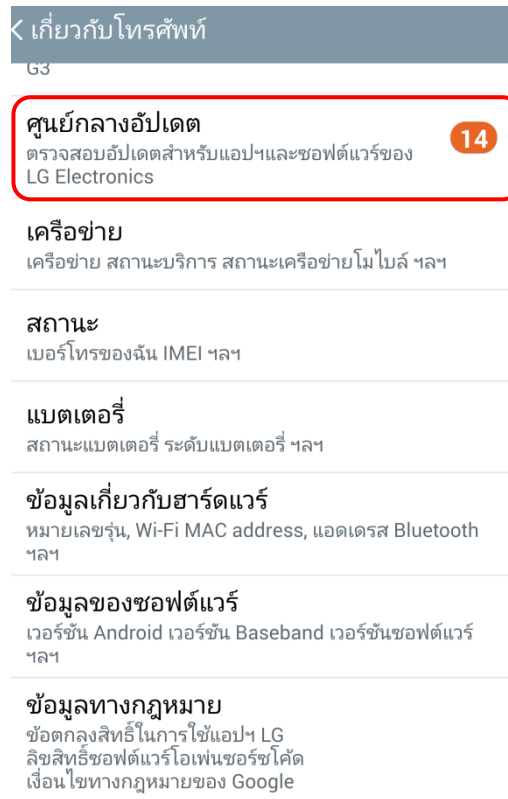 < เกี่ยวกับโทรศัพท์
G3
ศูนย์กลางอัปเดต
14
ตรวจสอบอัปเดตสำหรับแอปฯและซอฟต์แวร์ของ
LG Electronics
เครือข่าย
เครือข่าย สถานะบริการ สถานะเครือข่ายโมไบล์ ฯลฯ
สถานะ
เบอร์โทรของฉัน IMEI ฯลฯ
แบตเตอรี่
สถานะแบตเตอรี่ ระดับแบตเตอรี่ ฯลฯ
ข้อมูลเกี่ยวกับฮาร์ดแวร์
หมายเลขรุ่น, Wi-Fi MAC address, แอดเดรส Bluetooth
ฯลฯ
ข้อมูลของซอฟต์แวร์
เวอร์ชัน Android เวอร์ชัน Baseband เวอร์ชันซอฟต์แวร์
ฯลฯ
ข้อมูลทางกฎหมาย
ข้อตกลงสิทธิ์ในการใช้แอปฯ LG
ลิขสิทธิ์ซอฟต์แวร์โอเพ่นซอร์ซโค้ด
เงื่อนไขทางกฎหมายของ Google